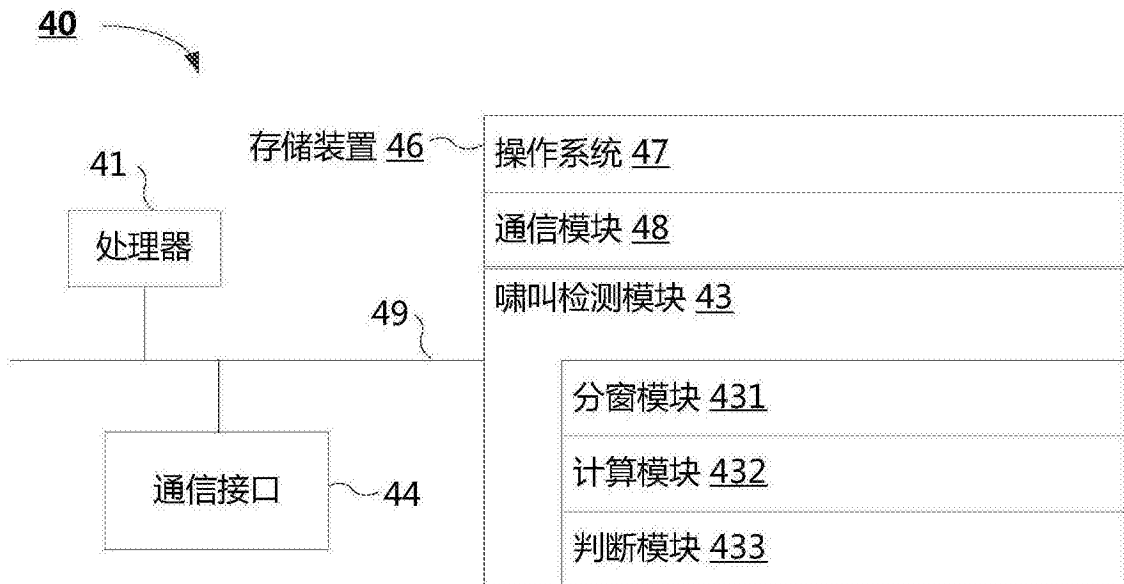 40
存储装置 46
操作系统 47
41
通信模块 48
处理器
啸叫检测模块 43
49
分窗模块 431
计算模块 432
通信接口 44
判断模块 433